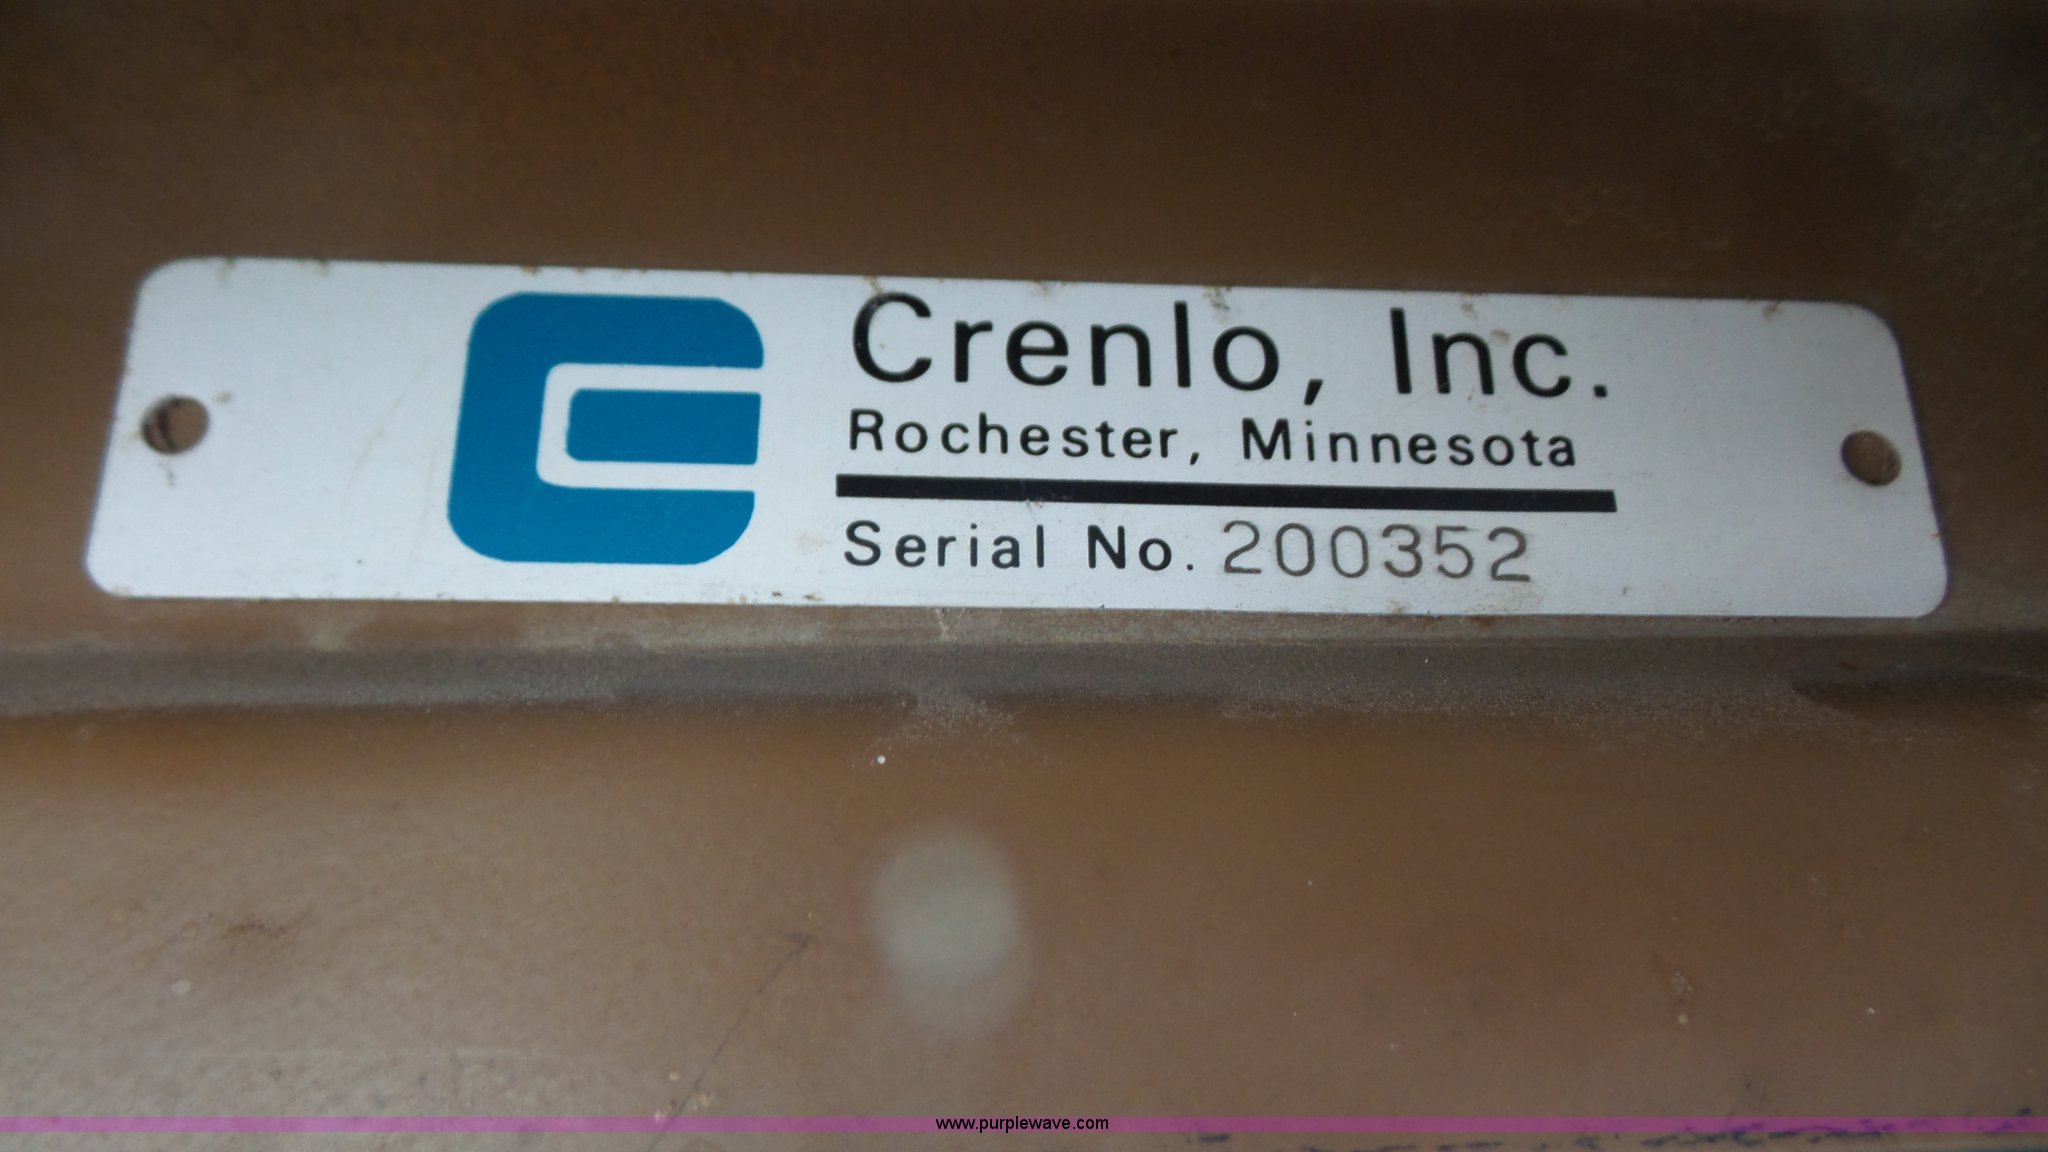 Crenlo, Inc.
Rochester, Minnesota
Serial No. 200352
www.purplewave.com